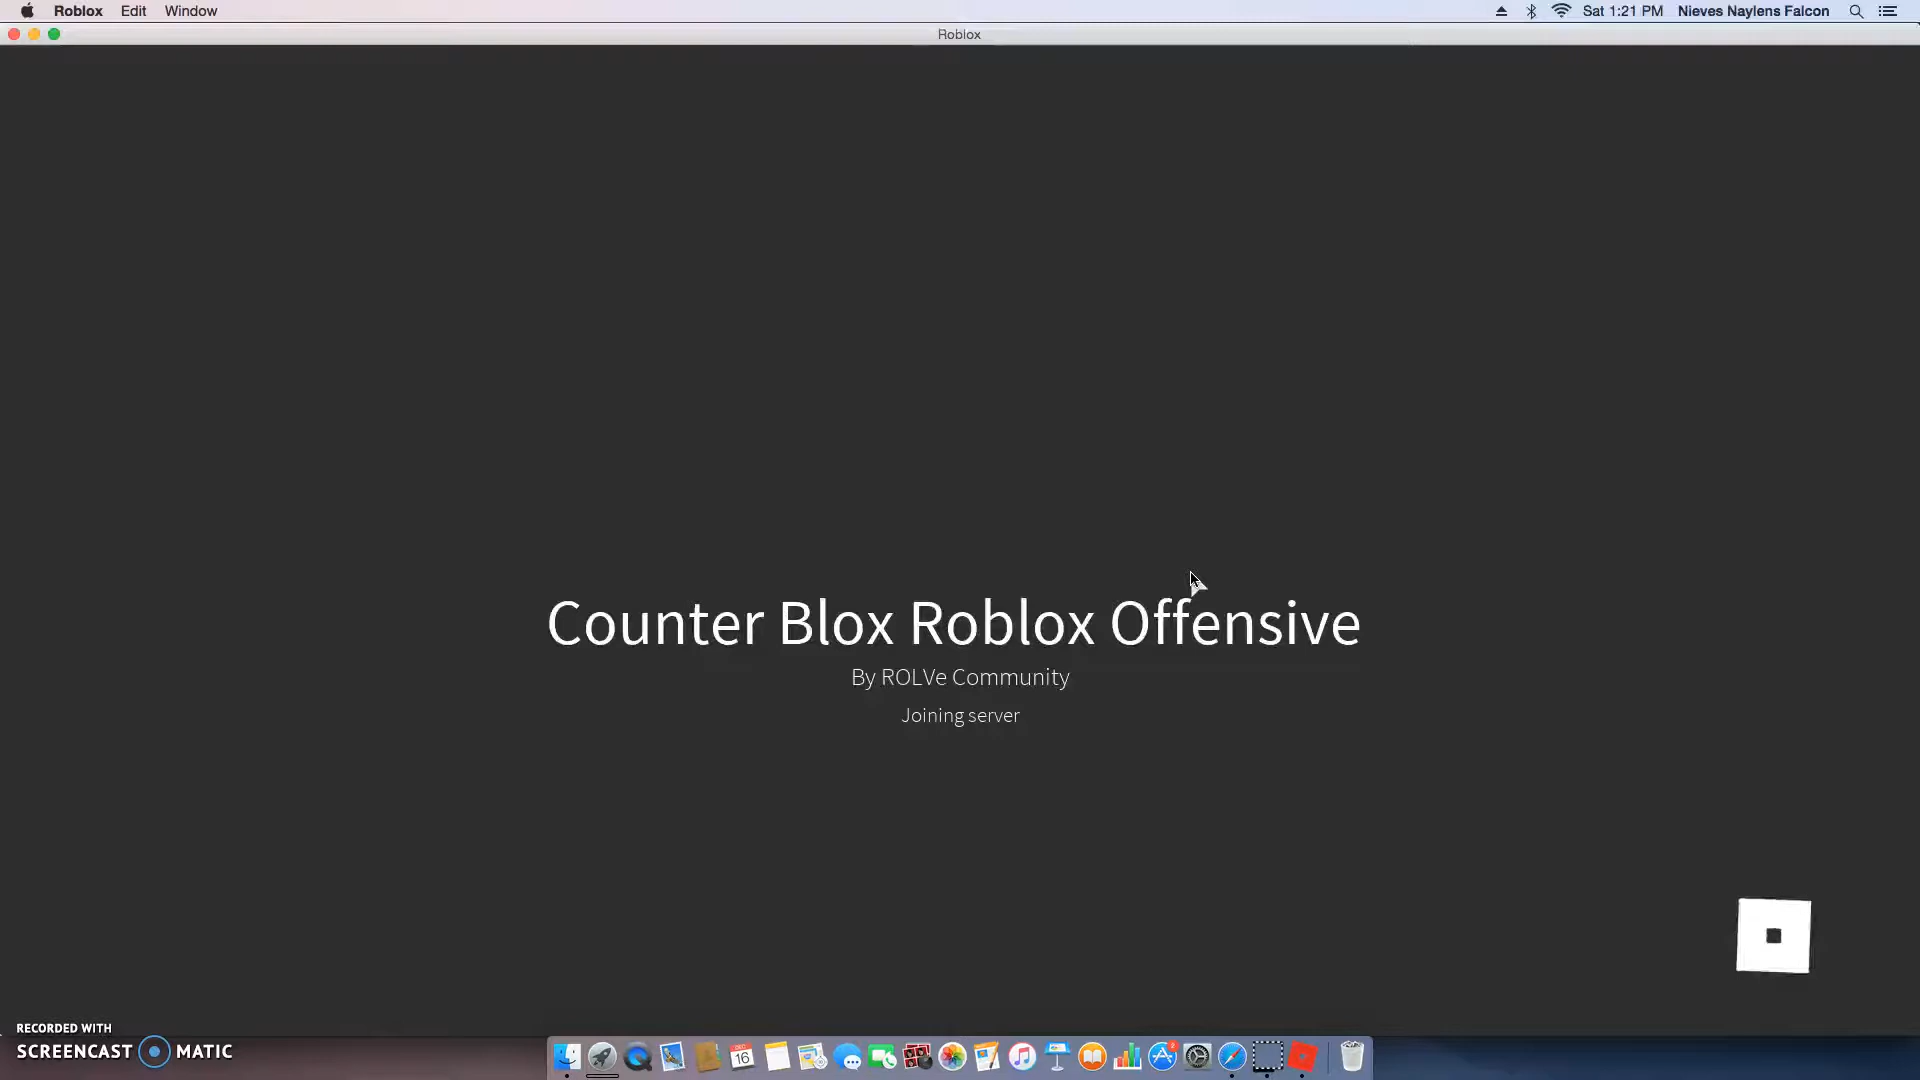 Roblox Edit Window Sat 1:21 PM Nieves Naylens Falcon
Roblox
Counter Blox Roblox Offensive
By ROLVe Community
Joining server
RECORDED WITH
SCREENCAST MATIC
16